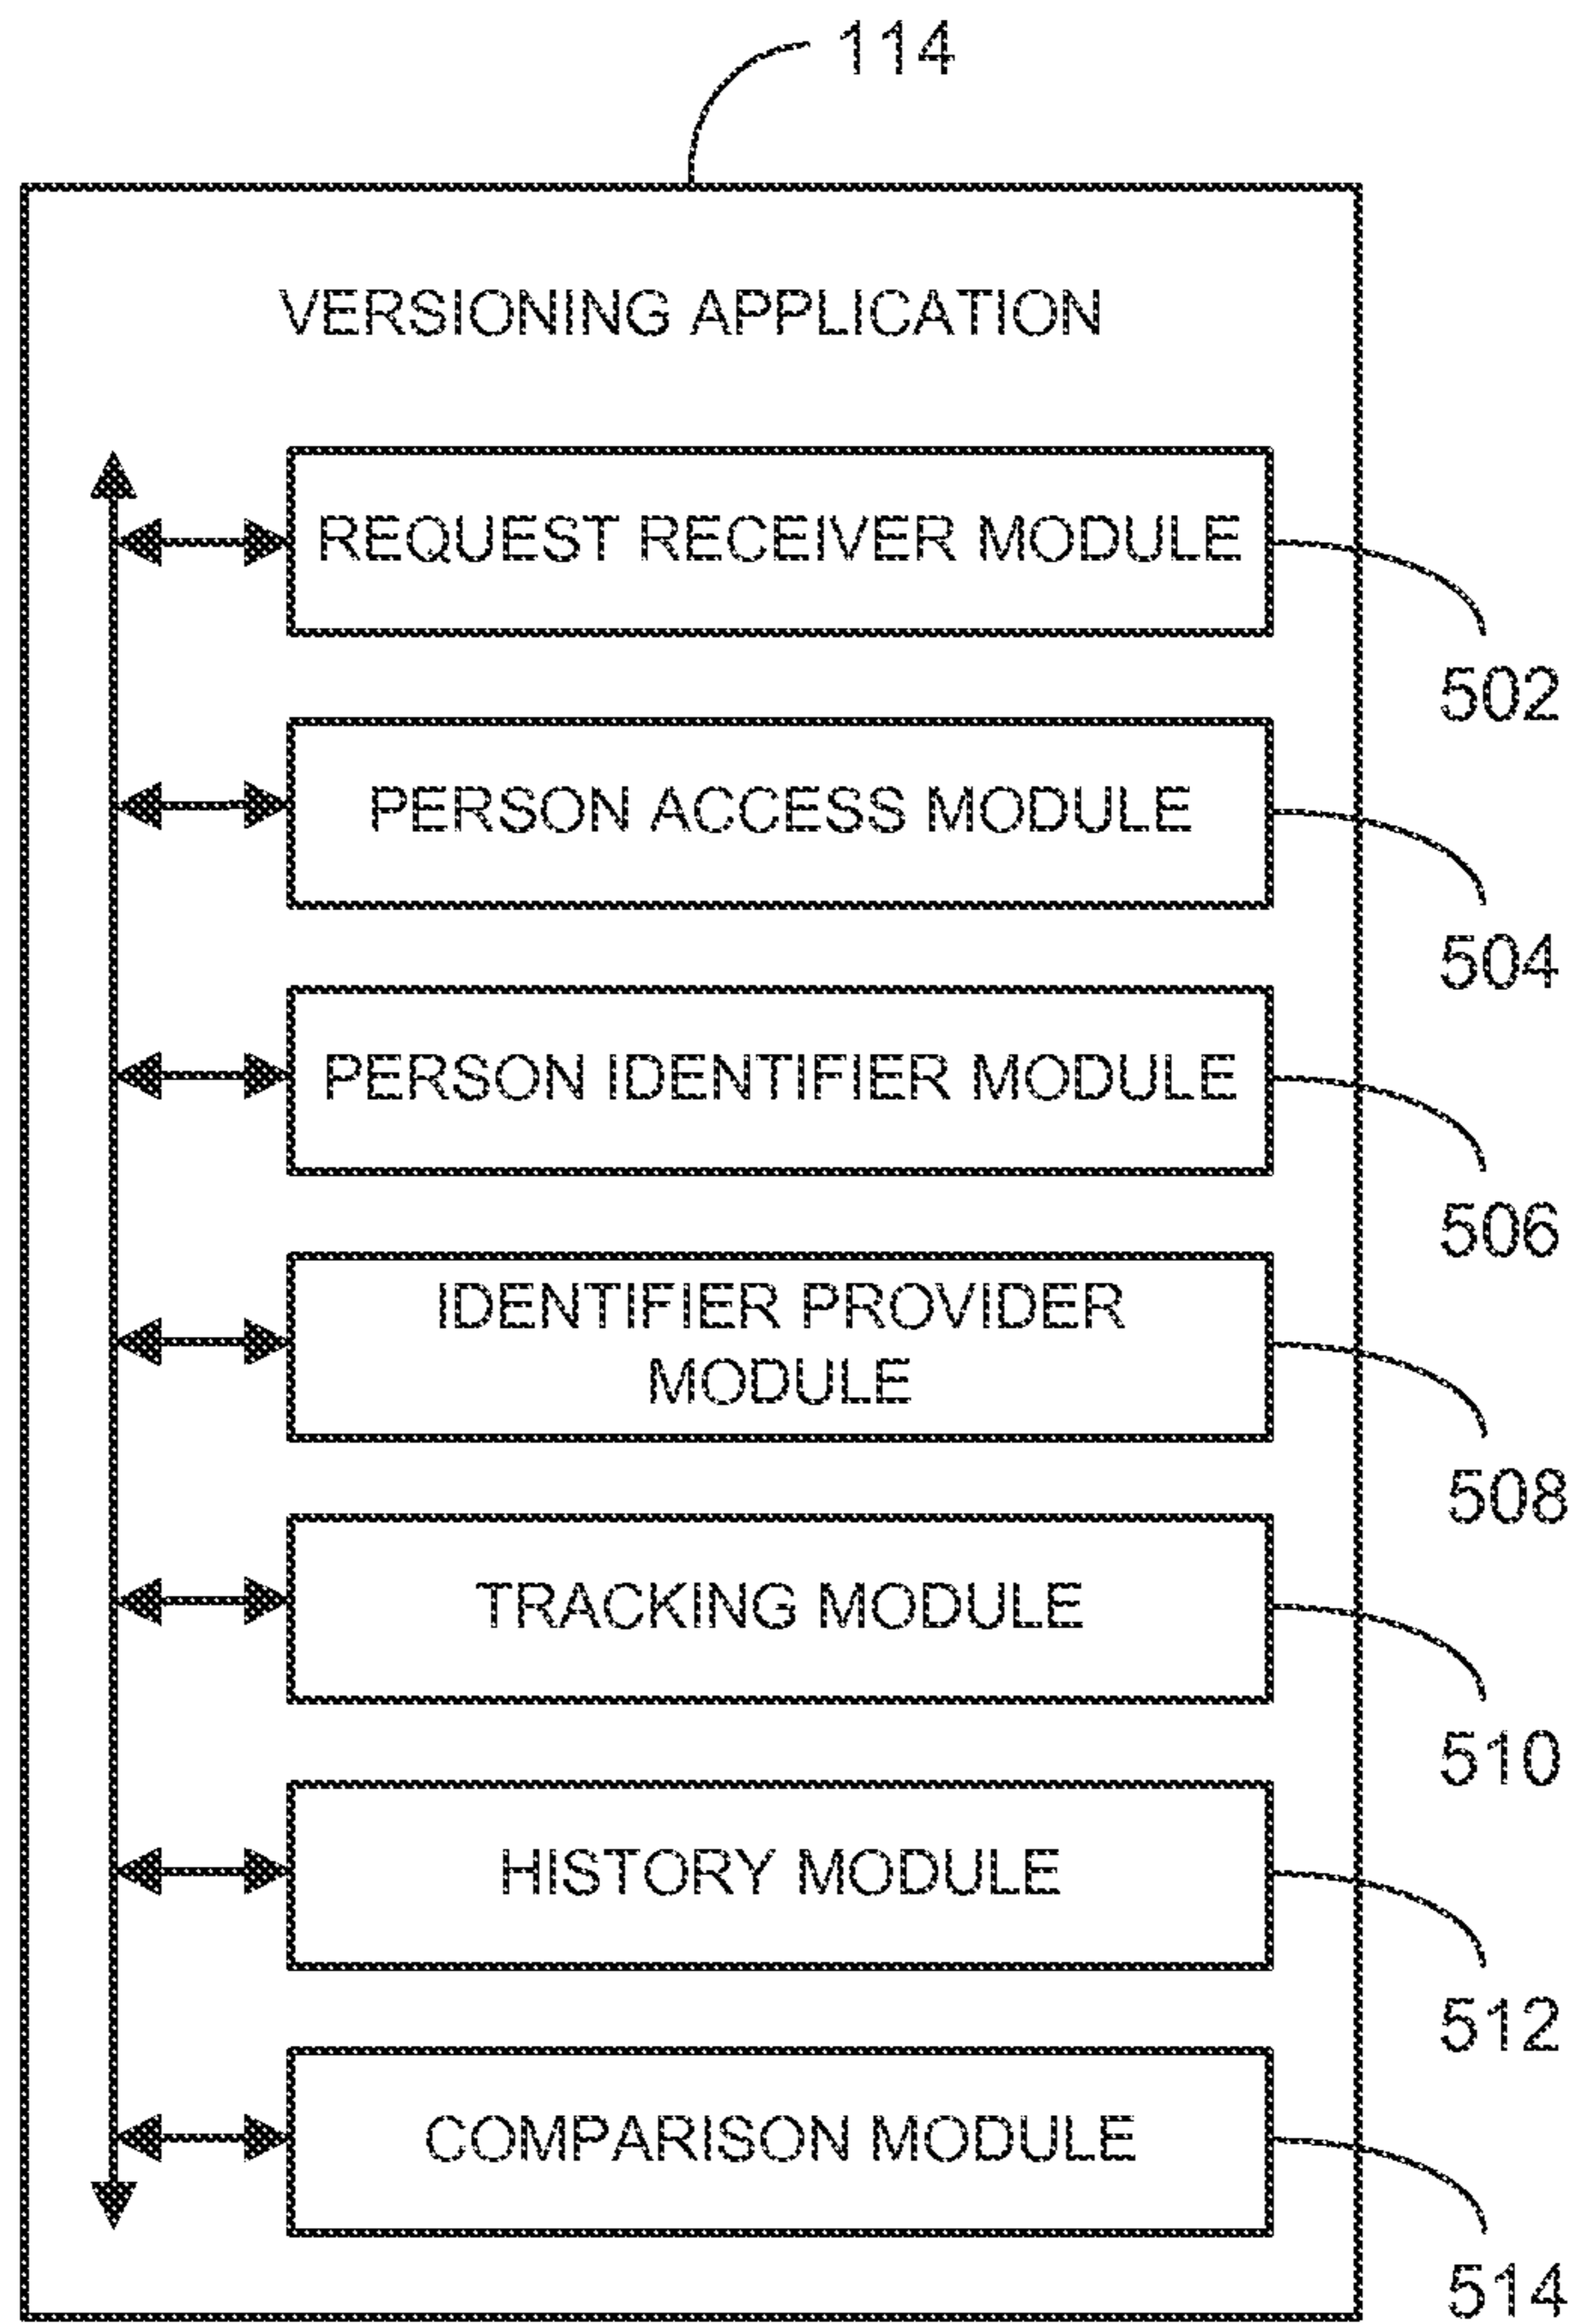 114
VERSIONING APPLICATION
REQUEST RECEIVER MODULE
502
PERSON ACCESS MODULE
504
PERSON IDENTIFIER MODULE
506
IDENTIFIER PROVIDER
MODULE
508
TRACKING MODULE
510
HISTORY MODULE
512
COMPARISON MODULE
514